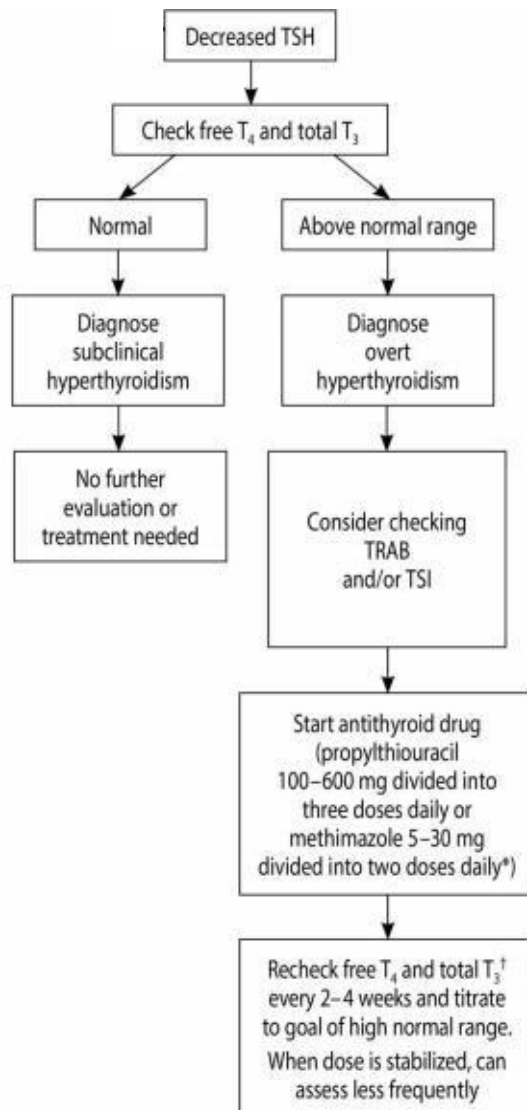 Decreased TSH
Check free T₄ and total T₃
Normal
Above normal range
Diagnose
subclinical
hyperthyroidism
Diagnose
overt
hyperthyroidism
No further
evaluation or
treatment needed
Consider checking
TRAB
and/or TSI
Start antithyroid drug
(propylthiouracil
100–600 mg divided into
three doses daily or
methimazole 5–30 mg
divided into two doses daily*)
Recheck free T₄ and total T₃†
every 2–4 weeks and titrate
to goal of high normal range.
When dose is stabilized, can
assess less frequently